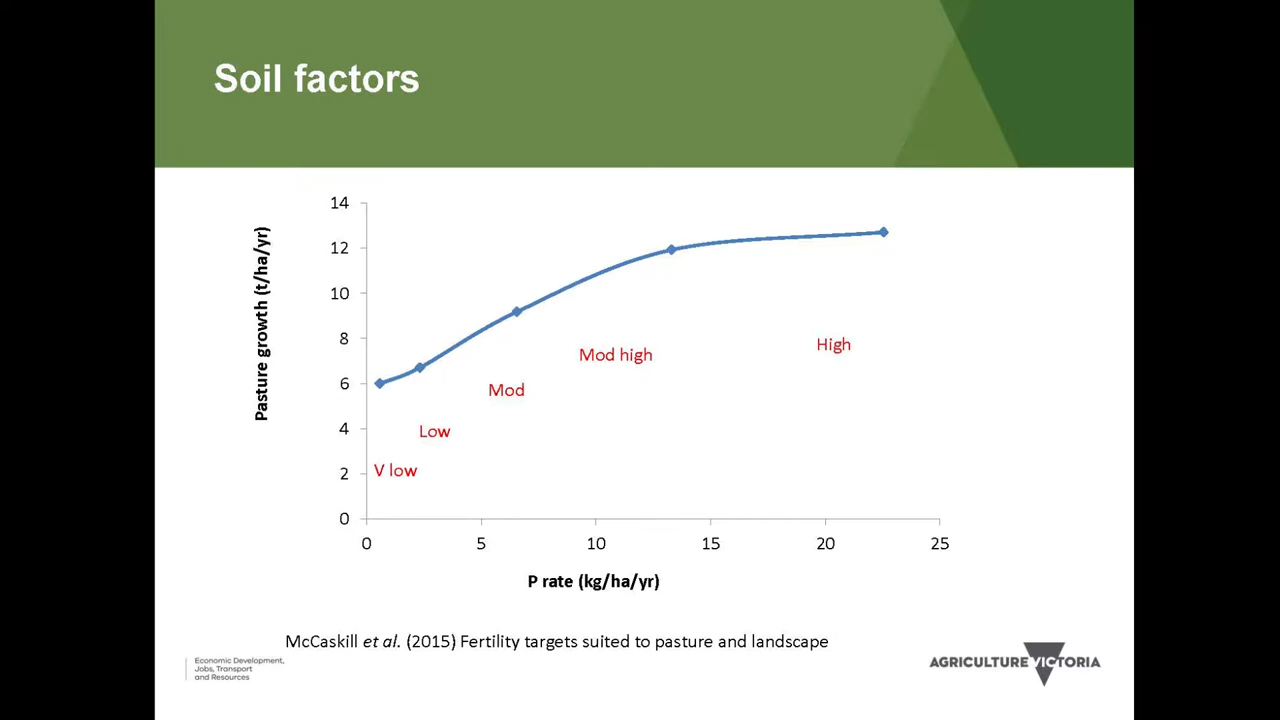 Soil factors
14
12
10
8
6
4
2
0
Pasture growth (t/ha/yr)
High
Mod high
Mod
Low
V low
0 5 10 15 20 25
P rate (kg/ha/yr)
McCaskill et al. (2015) Fertility targets suited to pasture and landscape
Economic Development,
Jobs, Transport
and Resources
AGRICULTURE VICTORIA